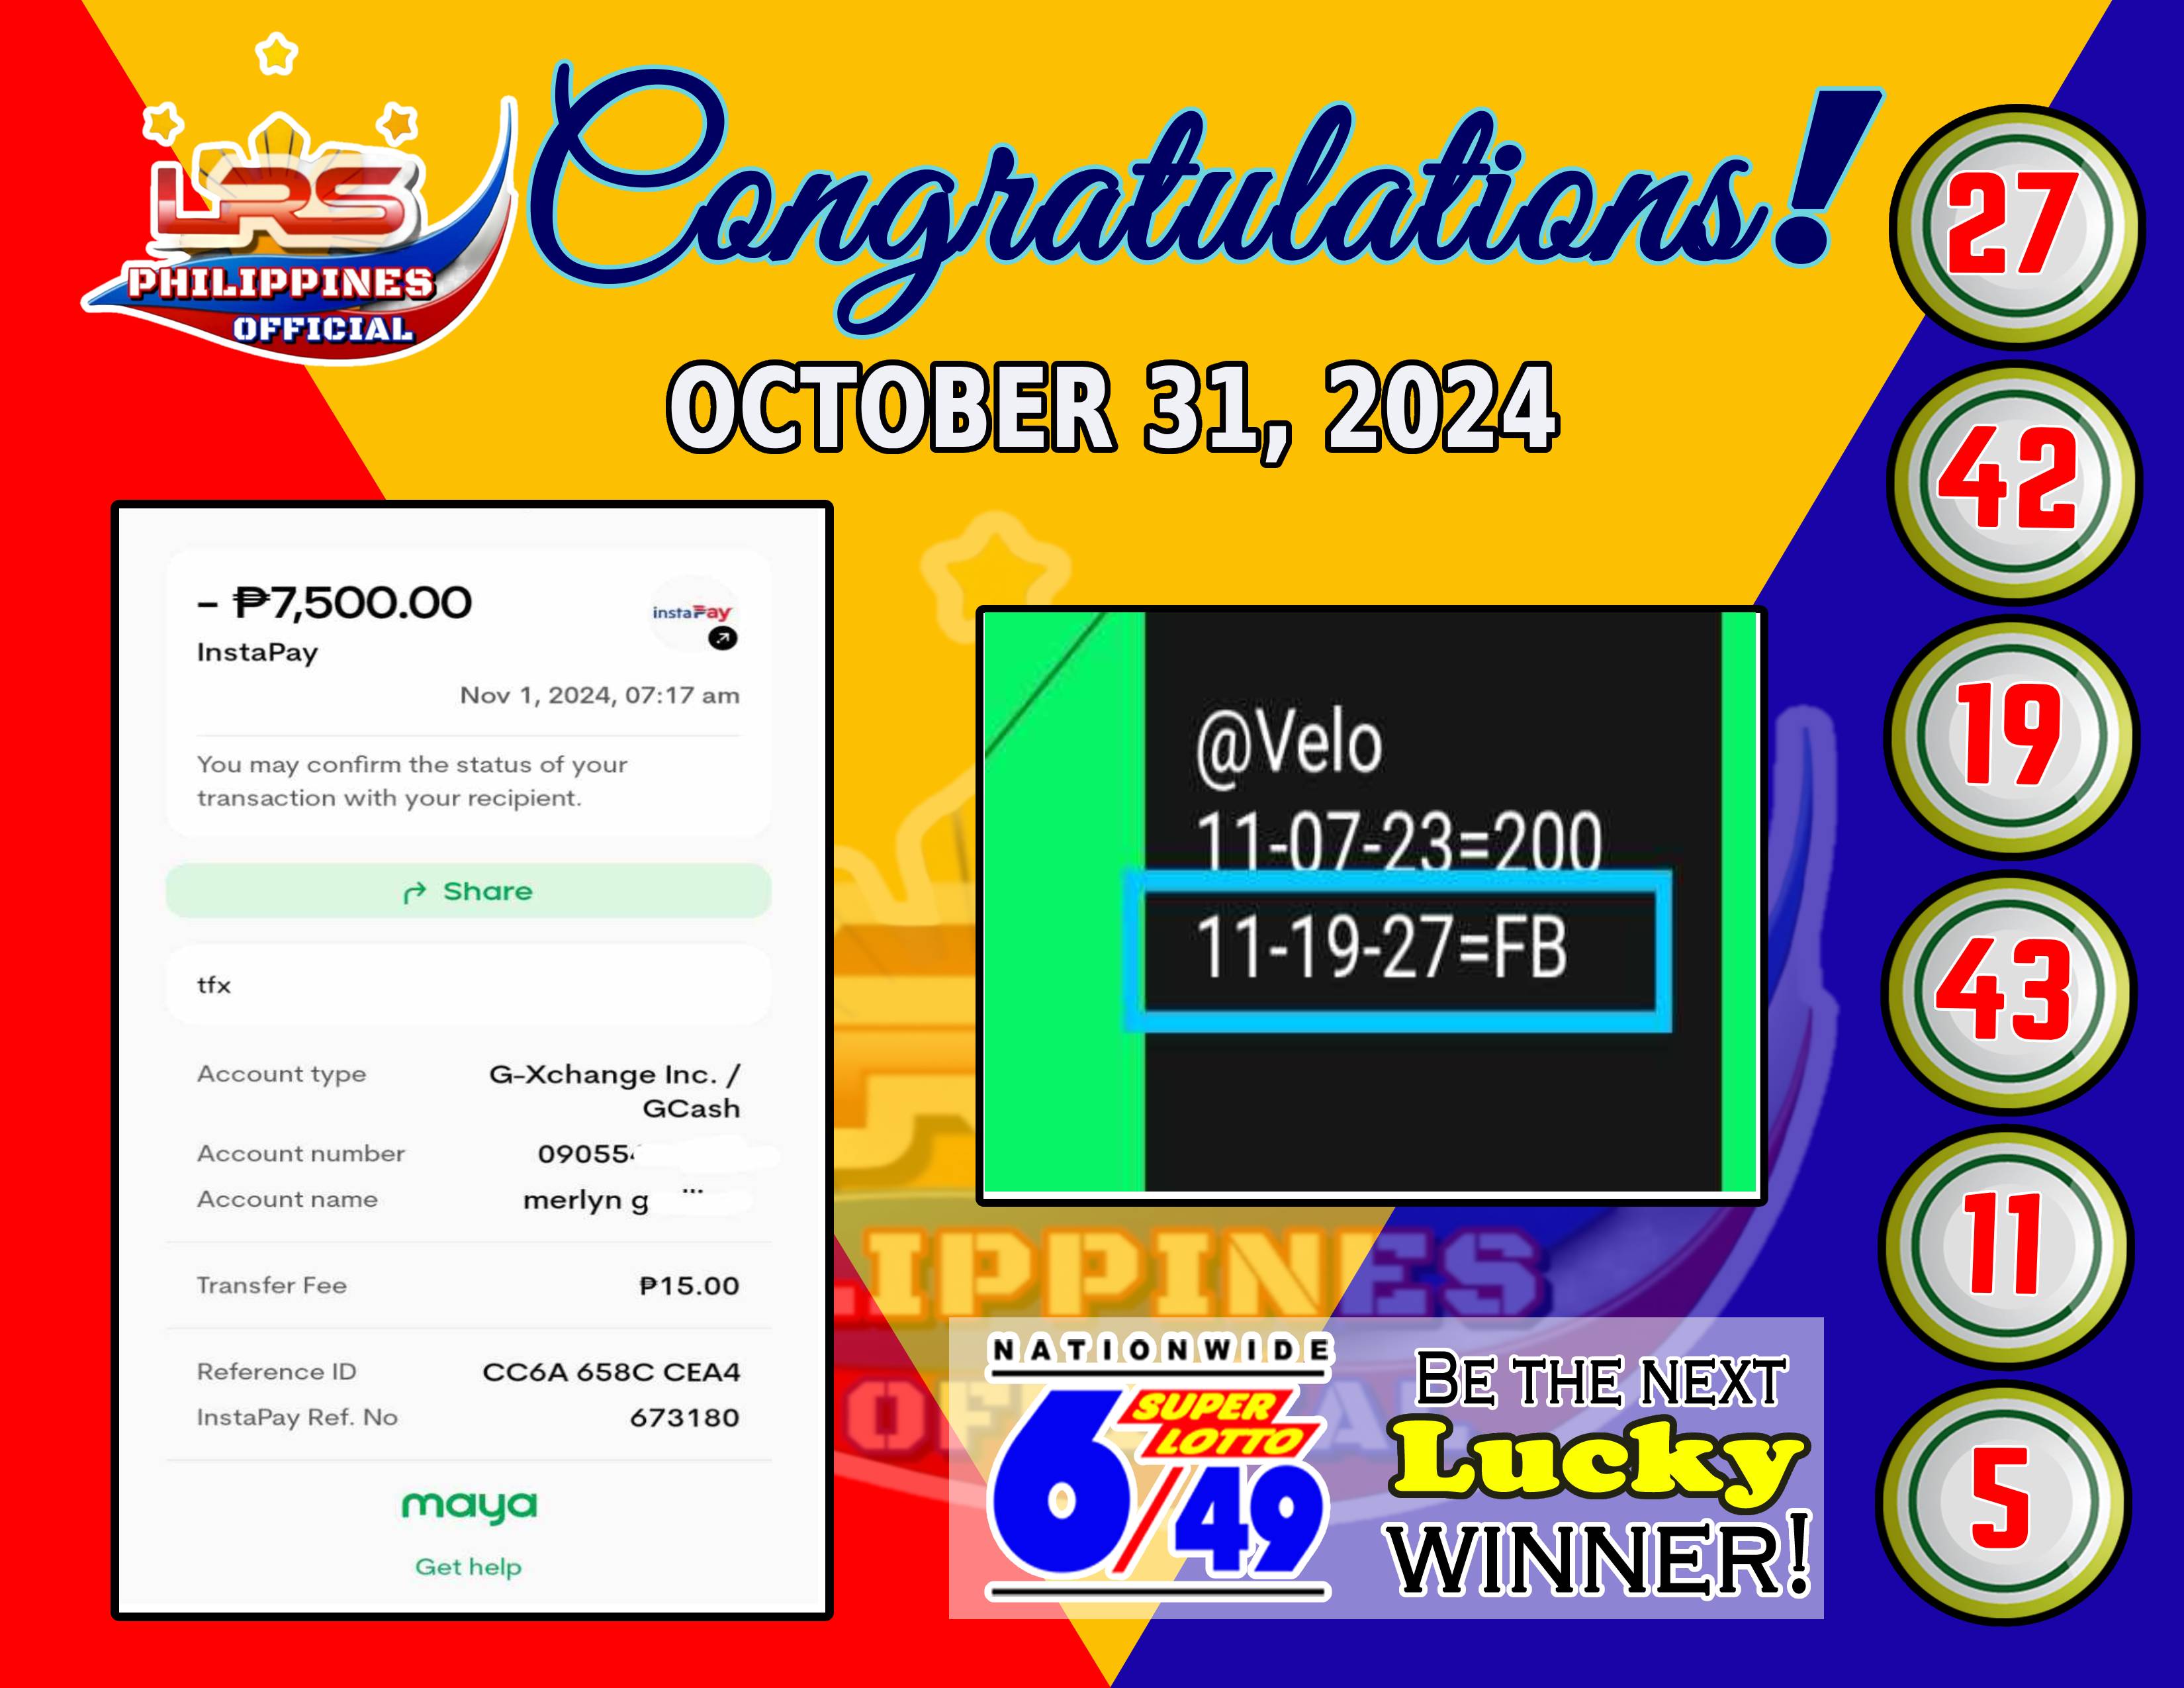 LRS
PHILIPPINES
OFFICIAL
Congratulations!
OCTOBER 31, 2024
- ₱7,500.00
InstaPay
instaPay
Nov 1, 2024, 07:17 am
You may confirm the status of your
transaction with your recipient.
Share
tfx
Account type G-Xchange Inc. /
GCash
Account number 09055
Account name merlyn g
Transfer Fee ₱15.00
Reference ID CC6A 658C CEA4
InstaPay Ref. No 673180
maya
Get help
@Velo
11-07-23=200
11-19-27=FB
LIPPINES
NATIONWIDE
SUPER
LOTTO
6/49
BE THE NEXT
Lucky
WINNER!
27
42
19
43
11
5